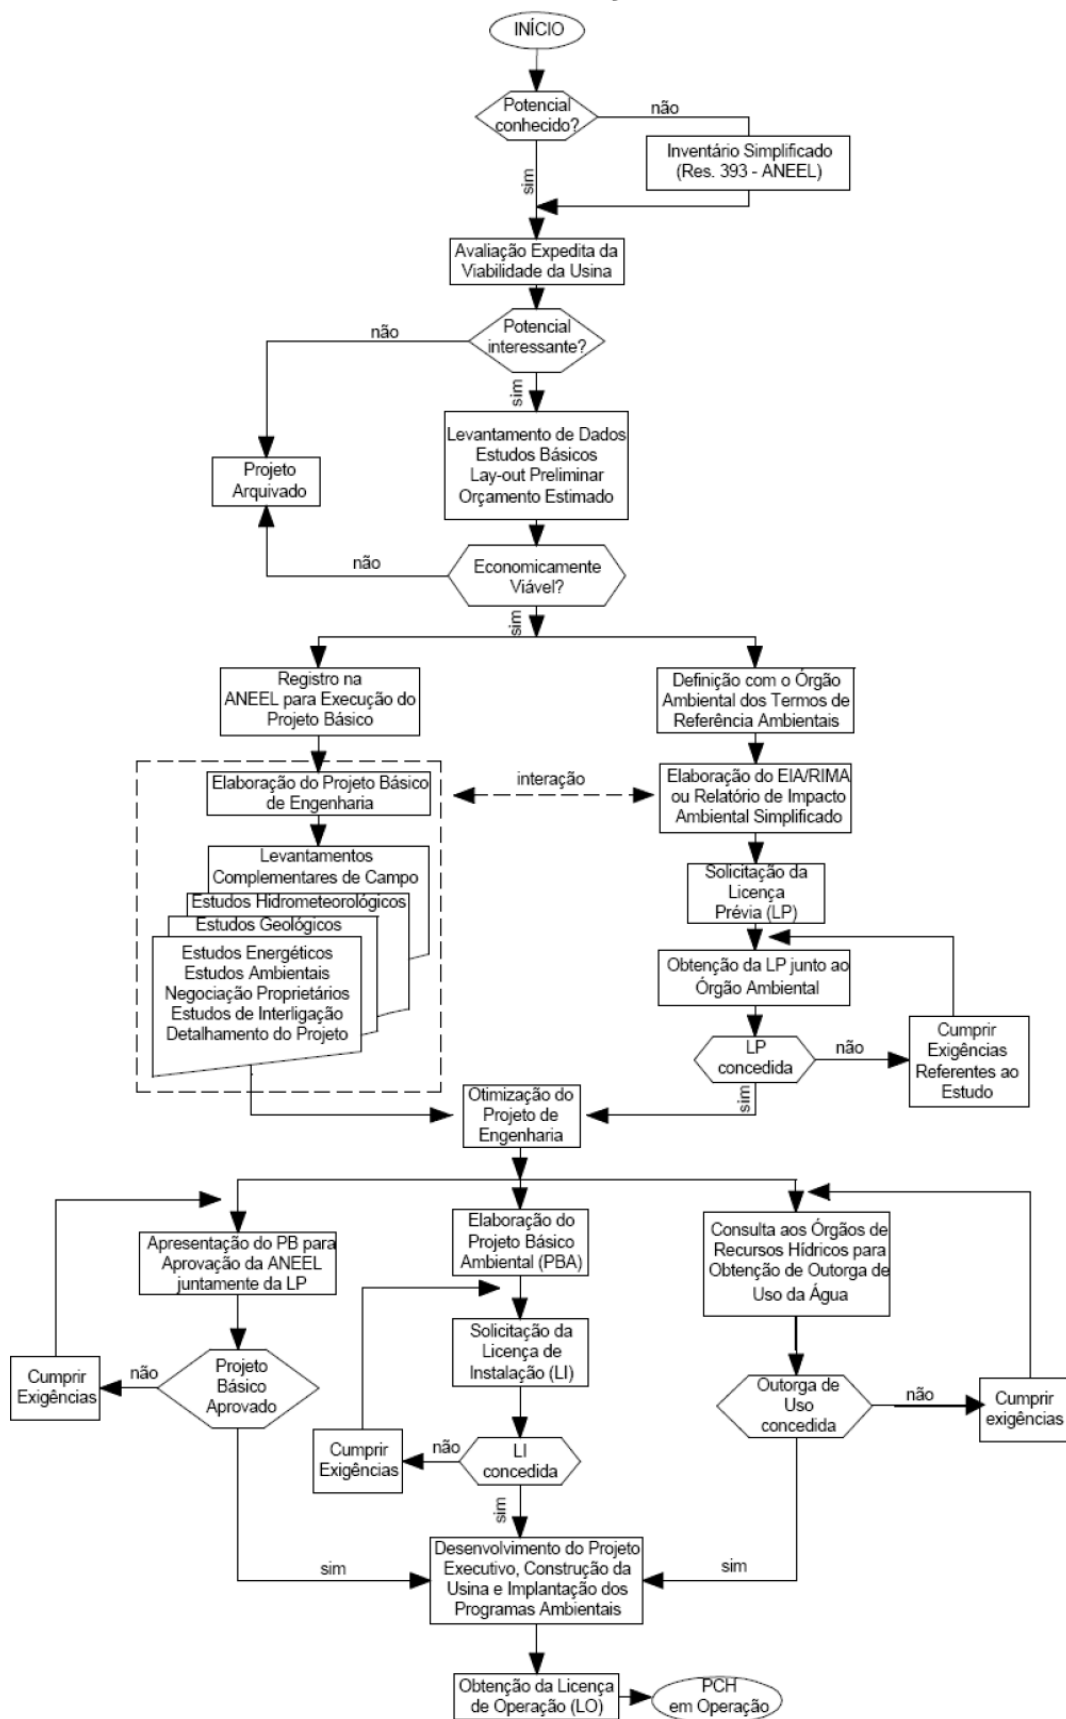 INÍCIO
Potencial
conhecido?
não
Inventário Simplificado
(Res. 393 - ANEEL)
sim
Avaliação Expedita da
Viabilidade da Usina
Potencial
interessante?
não
sim
Levantamento de Dados
Estudos Básicos
Lay-out Preliminar
Orçamento Estimado
Projeto
Arquivado
não
Economicamente
Viável?
sim
Registro na
ANEEL para Execução do
Projeto Básico
Definição com o Órgão
Ambiental dos Termos de
Referência Ambientais
Elaboração do Projeto Básico
de Engenharia
interação
Elaboração do EIA/RIMA
ou Relatório de Impacto
Ambiental Simplificado
Levantamentos
Complementares de Campo
Estudos Hidrometeorológicos
Estudos Geológicos
Estudos Energéticos
Estudos Ambientais
Negociação Proprietários
Estudos de Interligação
Detalhamento do Projeto
Solicitação da
Licença
Prévia (LP)
Obtenção da LP junto ao
Órgão Ambiental
LP
concedida
não
Cumprir
Exigências
Referentes ao
Estudo
sim
Otimização do
Projeto de
Engenharia
Apresentação do PB para
Aprovação da ANEEL
juntamente da LP
Elaboração do
Projeto Básico
Ambiental (PBA)
Consulta aos Órgãos de
Recursos Hídricos para
Obtenção de Outorga de
Uso da Água
Solicitação da
Licença de
Instalação (LI)
Cumprir
Exigências
não
Projeto
Básico
Aprovado
Outorga de
Uso
concedida
não
Cumprir
exigências
Cumprir
Exigências
não
LI
concedida
sim
sim
Desenvolvimento do Projeto
Executivo, Construção da
Usina e Implantação dos
Programas Ambientais
sim
Obtenção da Licença
de Operação (LO)
PCH
em Operação